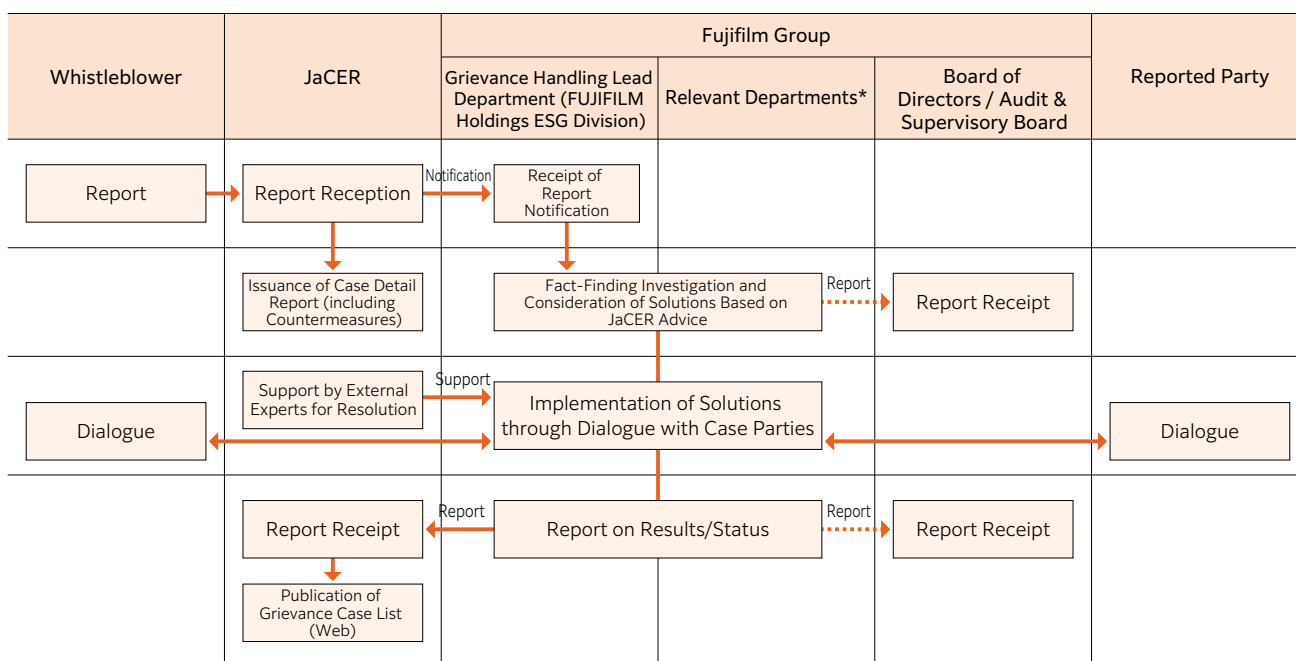 Whistleblower
JaCER
Fujifilm Group
Grievance Handling Lead
Department (FUJIFILM
Holdings ESG Division)
Relevant Departments*
Board of
Directors / Audit &
Supervisory Board
Reported Party
Report
Report Reception
Notification
Receipt of
Report
Notification
Issuance of Case Detail
Report (including
Countermeasures)
Fact-Finding Investigation and
Consideration of Solutions Based on
JaCER Advice
Report
Report Receipt
Support by External
Experts for Resolution
Support
Implementation of Solutions
through Dialogue with Case Parties
Dialogue
Dialogue
Report Receipt
Report
Report on Results/Status
Report
Report Receipt
Publication of
Grievance Case List
(Web)